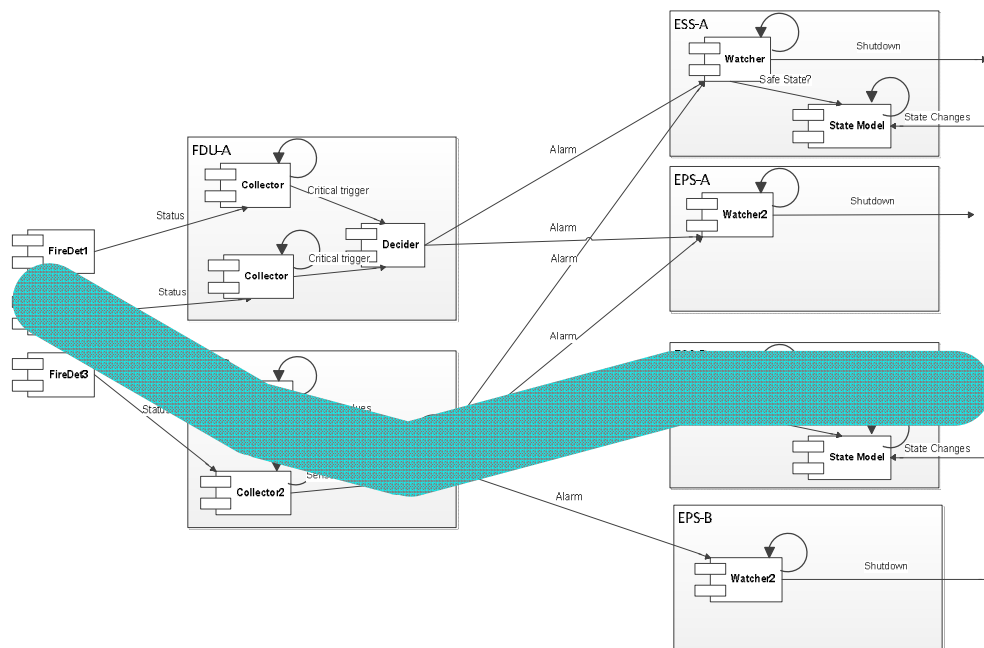 ESS-A
Watcher
Shutdown
Safe State?
State Model
State Changes
FDU-A
Collector
Critical trigger
Status
Decider
Alarm
EPS-A
Watcher2
Shutdown
Alarm
FireDet1
Collector
Critical trigger
Alarm
Status
Alarm
FireDet3
Status
State Model
State Changes
Collector2
Alarm
EPS-B
Watcher2
Shutdown